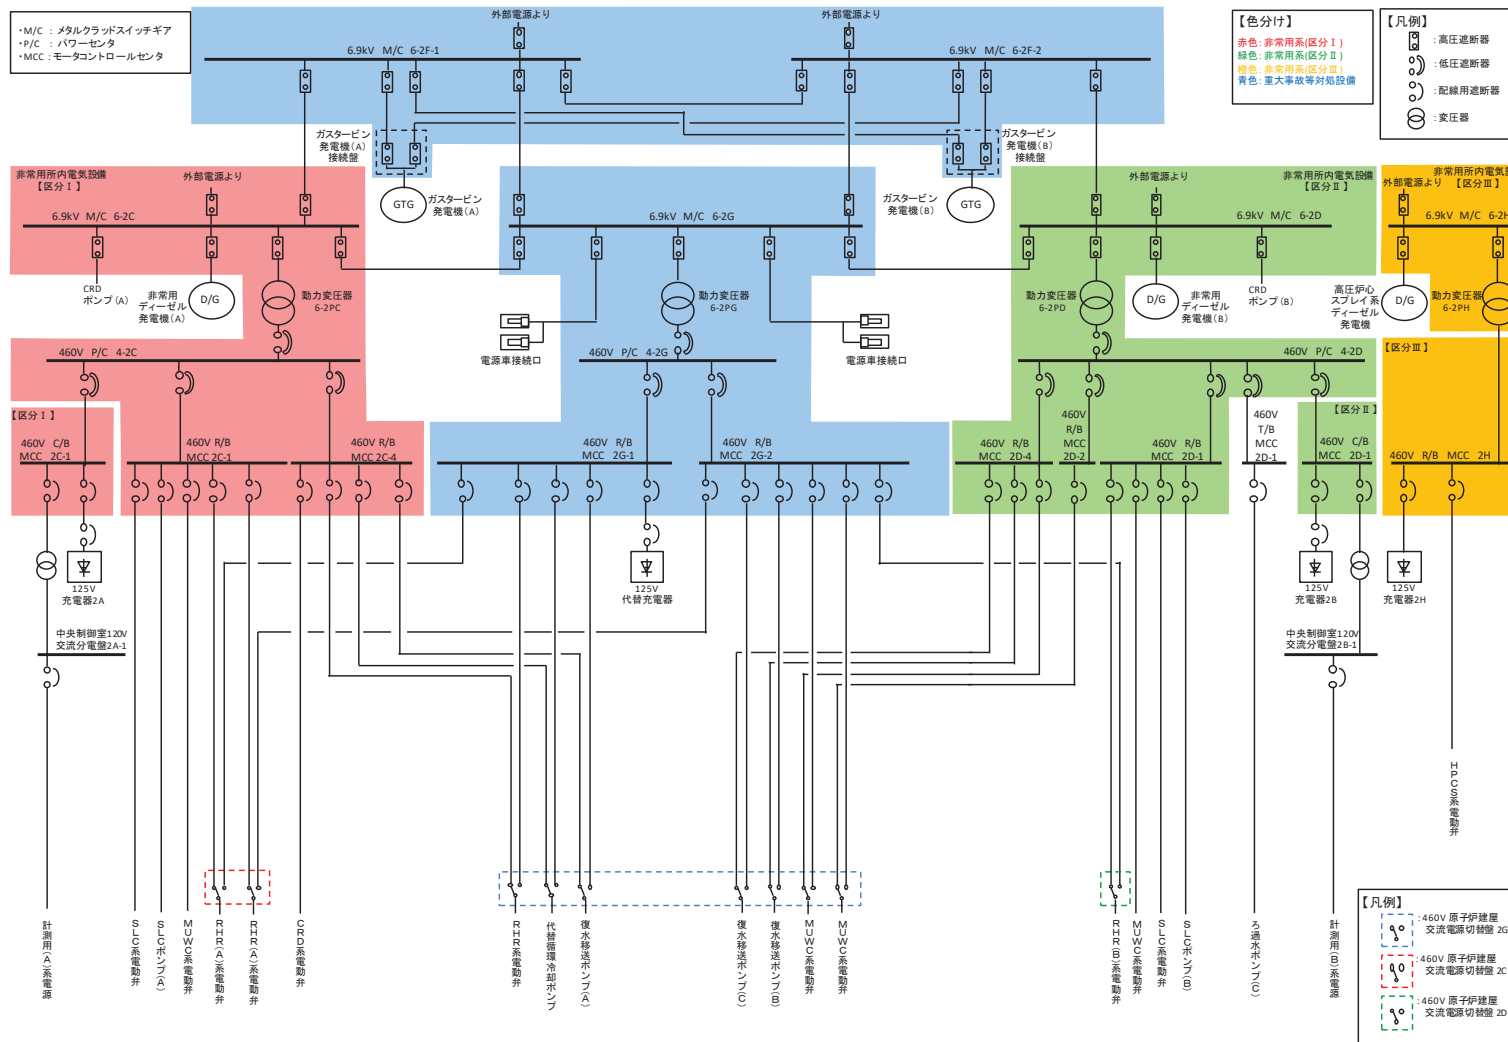 ・M/C ： メタルクラッドスイッチギア
・P/C ： パワーセンタ
・MCC ： モータコントロールセンタ
外部電源より
外部電源より
6.9kV M/C 6-2F-1
6.9kV M/C 6-2F-2
【色分け】
赤色：非常用系(区分Ⅰ)
緑色：非常用系(区分Ⅱ)
橙色：非常用系(区分Ⅲ)
青色：重大事故等対処設備
【凡例】
：高圧遮断器
：低圧遮断器
：配線用遮断器
：変圧器
ガスタービン
発電機(A)
接続盤
ガスタービン
発電機(B)
接続盤
GTG
ガスタービン
発電機(A)
ガスタービン
発電機(B)
GTG
非常用所内電気設備
【区分Ⅰ】
外部電源より
6.9kV M/C 6-2C
6.9kV M/C 6-2G
外部電源より
非常用所内電気設備
【区分Ⅱ】
6.9kV M/C 6-2D
非常用所内電気設
【区分Ⅲ】
外部電源より
6.9kV M/C 6-2H
CRD
ポンプ(A)
非常用
ディーゼル
発電機(A)
D/G
動力変圧器
6-2PC
動力変圧器
6-2PG
動力変圧器
6-2PD
D/G
非常用
ディーゼル
発電機(B)
CRD
ポンプ(B)
高圧炉心
スプレイ系
ディーゼル
発電機
D/G
動力変圧器
6-2PH
電源車接続口
電源車接続口
460V P/C 4-2C
460V P/C 4-2G
460V P/C 4-2D
【区分Ⅲ】
【区分Ⅰ】
【区分Ⅱ】
460V C/B
MCC 2C-1
460V R/B
MCC 2C-1
460V R/B
MCC 2C-4
460V R/B
MCC 2G-1
460V R/B
MCC 2G-2
460V R/B
MCC 2D-4
460V
R/B
MCC
2D-2
460V R/B
MCC 2D-1
460V
T/B
MCC
2D-1
460V C/B
MCC 2D-1
460V R/B MCC 2H
125V
充電器2A
125V
代替充電器
125V
充電器2B
125V
充電器2H
中央制御室120V
交流分電盤2A-1
中央制御室120V
交流分電盤2B-1
計測用(A)系電源
SLC系電動弁
SLCポンプ(A)
MUWC系電動弁
RHR(A)系電動弁
RHR(A)系電動弁
CRD系電動弁
RHR系電動弁
代替循環冷却ポンプ
復水移送ポンプ(A)
復水移送ポンプ(C)
復水移送ポンプ(B)
MUWC系電動弁
MUWC系電動弁
RHR(B)系電動弁
MUWC系電動弁
SLC系電動弁
SLCポンプ(B)
ろ過水ポンプ(C)
計測用(B)系電源
HPCS系電動弁
【凡例】
：460V 原子炉建屋
交流電源切替盤 2G
：460V 原子炉建屋
交流電源切替盤 2C
：460V 原子炉建屋
交流電源切替盤 2D